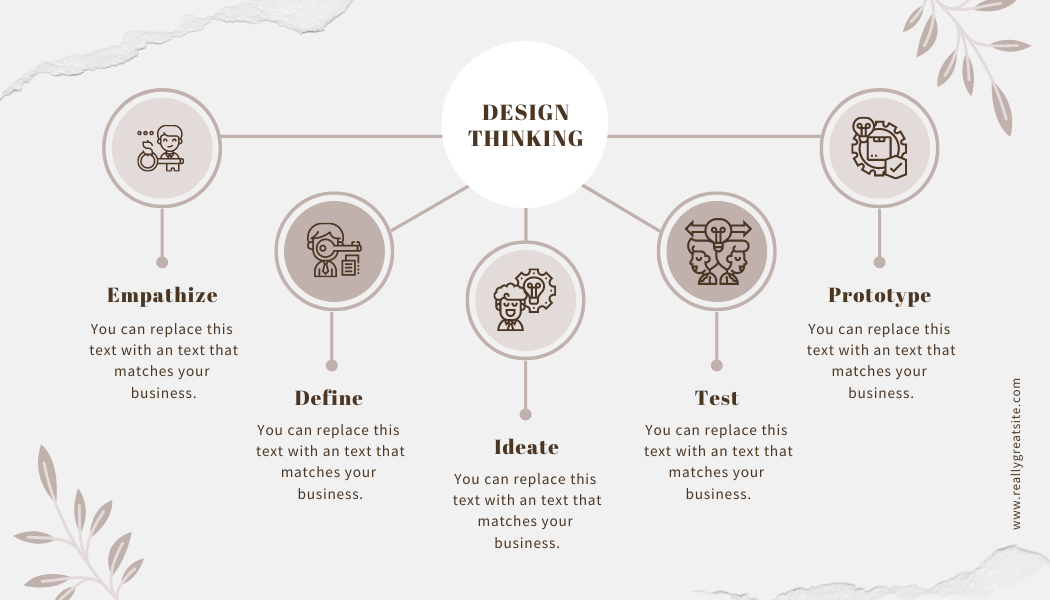 DESIGN
THINKING
Empathize
You can replace this
text with an text that
matches your
business.
Define
You can replace this
text with an text that
matches your
business.
Ideate
You can replace this
text with an text that
matches your
business.
Test
You can replace this
text with an text that
matches your
business.
Prototype
You can replace this
text with an text that
matches your
business.
www.reallygreatsite.com